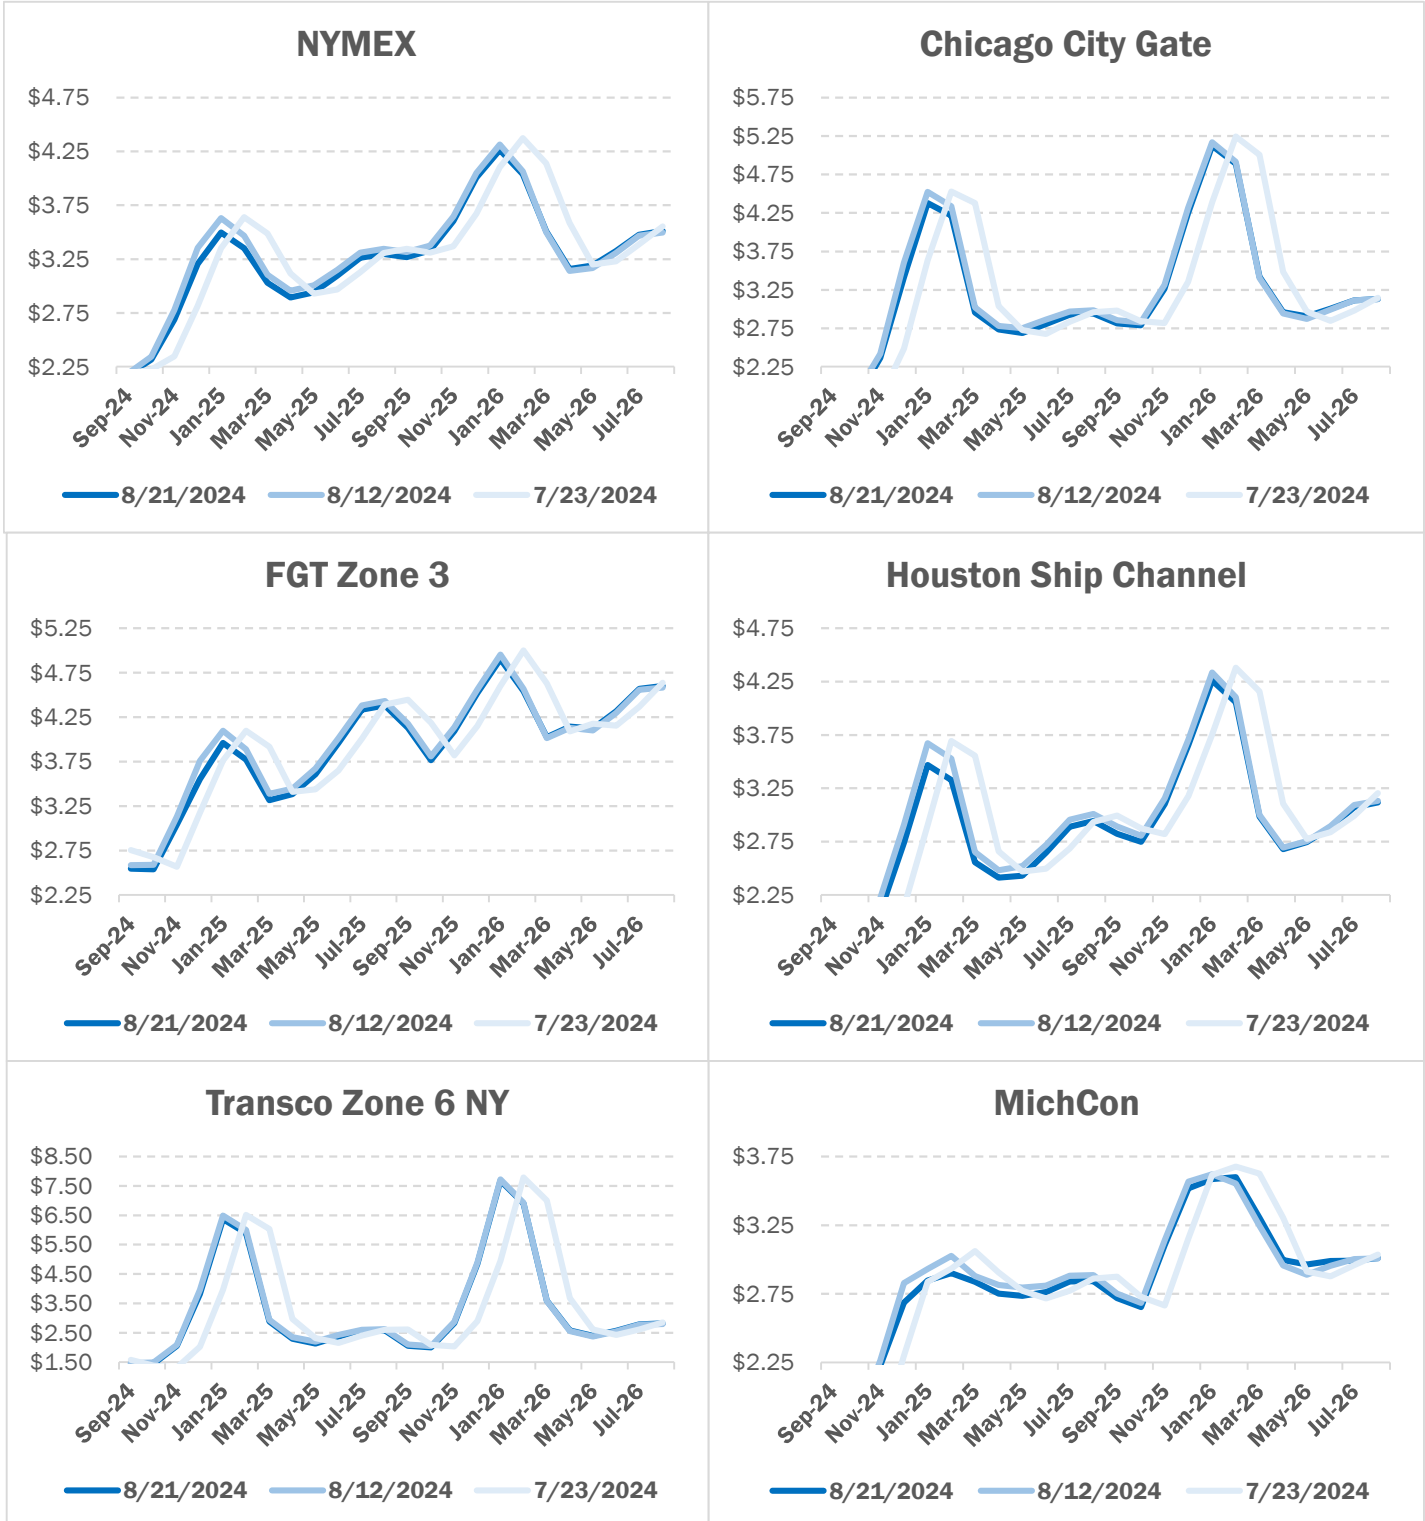 NYMEX
$4.75
$4.25
$3.75
$3.25
$2.75
$2.25
Sep-24 Nov-24 Jan-25 Mar-25 May-25 Jul-25 Sep-25 Nov-25 Jan-26 Mar-26 May-26 Jul-26
8/21/2024 8/12/2024 7/23/2024
Chicago City Gate
$5.75
$5.25
$4.75
$4.25
$3.75
$3.25
$2.75
$2.25
Sep-24 Nov-24 Jan-25 Mar-25 May-25 Jul-25 Sep-25 Nov-25 Jan-26 Mar-26 May-26 Jul-26
8/21/2024 8/12/2024 7/23/2024
FGT Zone 3
$5.25
$4.75
$4.25
$3.75
$3.25
$2.75
$2.25
Sep-24 Nov-24 Jan-25 Mar-25 May-25 Jul-25 Sep-25 Nov-25 Jan-26 Mar-26 May-26 Jul-26
8/21/2024 8/12/2024 7/23/2024
Houston Ship Channel
$4.75
$4.25
$3.75
$3.25
$2.75
$2.25
Sep-24 Nov-24 Jan-25 Mar-25 May-25 Jul-25 Sep-25 Nov-25 Jan-26 Mar-26 May-26 Jul-26
8/21/2024 8/12/2024 7/23/2024
Transco Zone 6 NY
$8.50
$7.50
$6.50
$5.50
$4.50
$3.50
$2.50
$1.50
Sep-24 Nov-24 Jan-25 Mar-25 May-25 Jul-25 Sep-25 Nov-25 Jan-26 Mar-26 May-26 Jul-26
8/21/2024 8/12/2024 7/23/2024
MichCon
$3.75
$3.25
$2.75
$2.25
Sep-24 Nov-24 Jan-25 Mar-25 May-25 Jul-25 Sep-25 Nov-25 Jan-26 Mar-26 May-26 Jul-26
8/21/2024 8/12/2024 7/23/2024